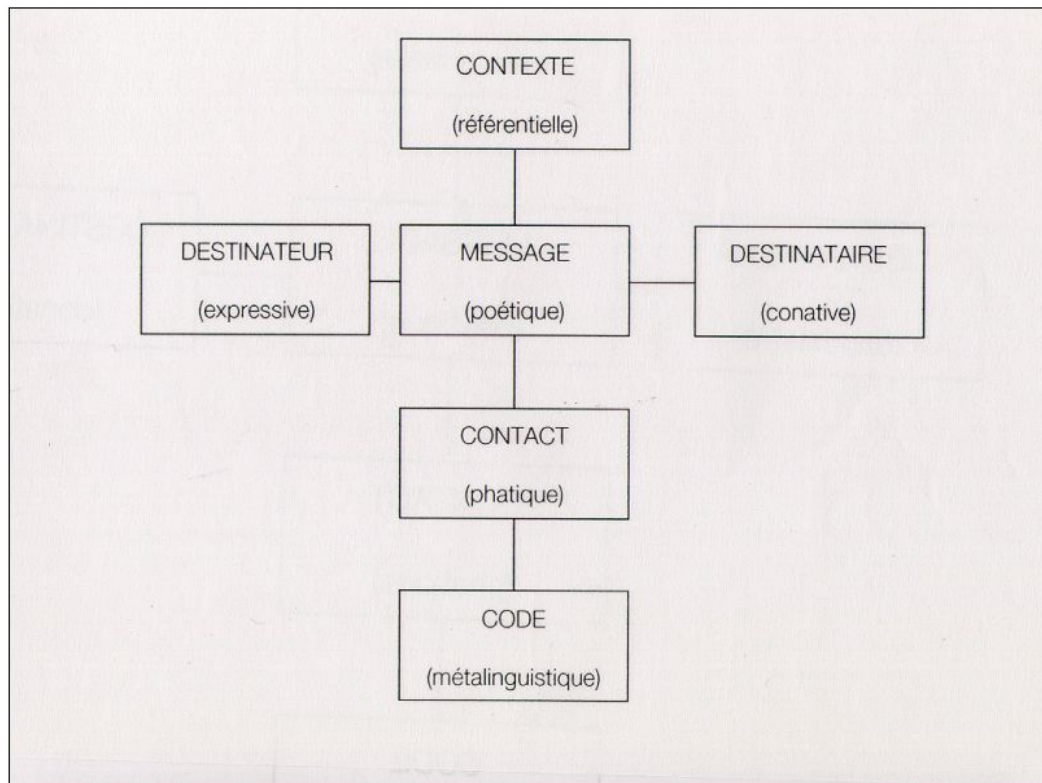 CONTEXTE
(référentielle)
DESTINATEUR
(expressive)
MESSAGE
(poétique)
DESTINATAIRE
(conative)
CONTACT
(phatique)
CODE
(métalinguistique)